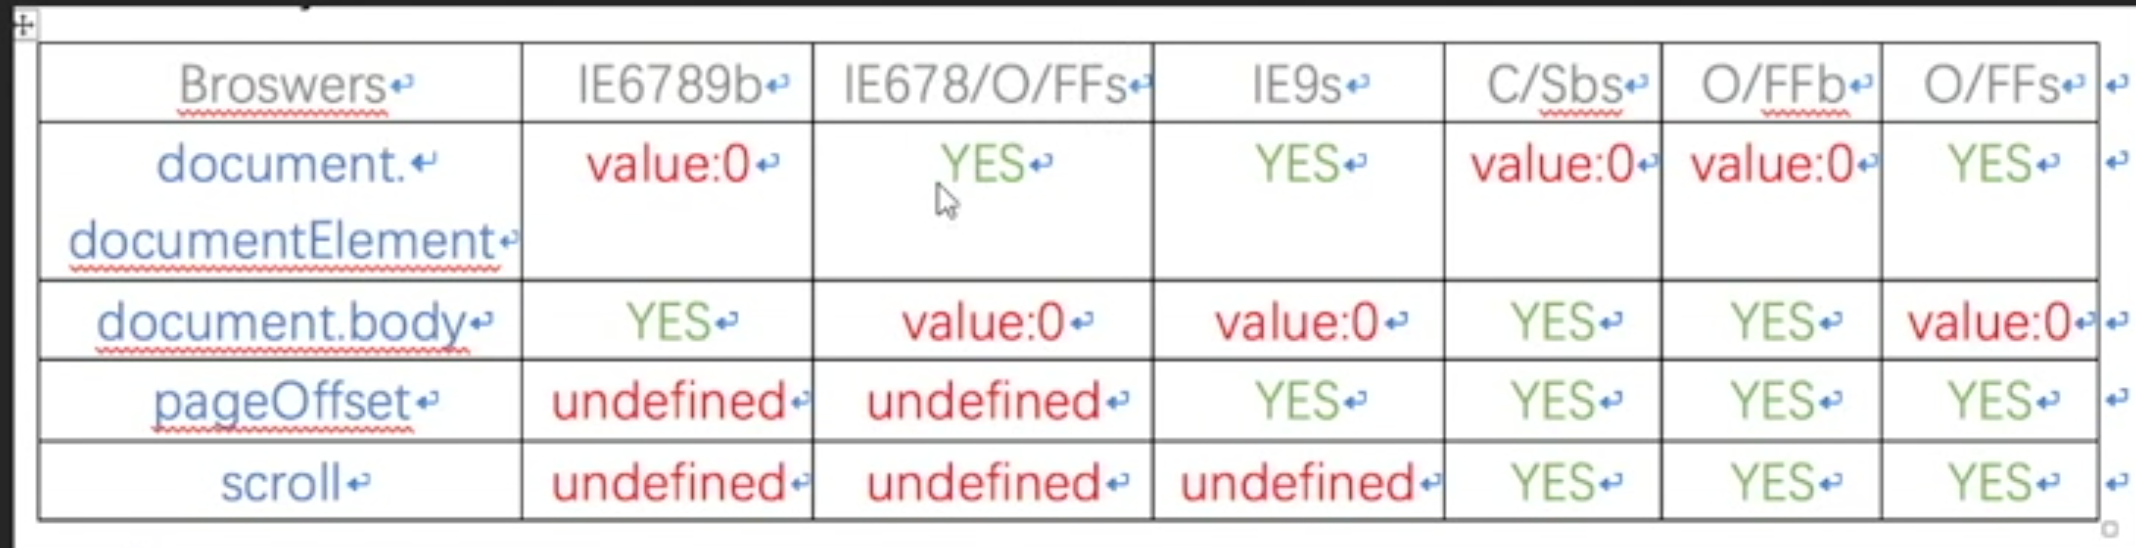 Broswers IE6789b IE678/O/FFs IE9s C/Sbs O/FFb O/FFs
document. value:0 YES YES value:0 value:0 YES
documentElement
document.body YES value:0 value:0 YES YES value:0
pageOffset undefined undefined YES YES YES YES
scroll undefined undefined undefined YES YES YES